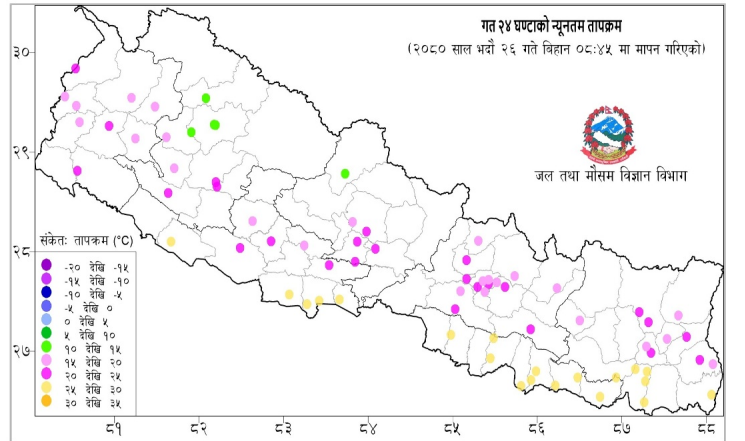 गत २४ घण्टाको न्यूनतम तापक्रम
(२०८० साल भदौ २६ गते बिहान ०८:४५ मा मापन गरिएको)
जल तथा मौसम विज्ञान विभाग
३०
२९
२८
२७
संकेतः तापक्रम (°C)
-२० देखि -१५
-१५ देखि -१०
-१० देखि -५
-५ देखि ०
० देखि ५
५ देखि १०
१० देखि १५
१५ देखि २०
२० देखि २५
२५ देखि ३०
३० देखि ३५
८१ ८२ ८३ ८४ ८५ ८६ ८७ ८८